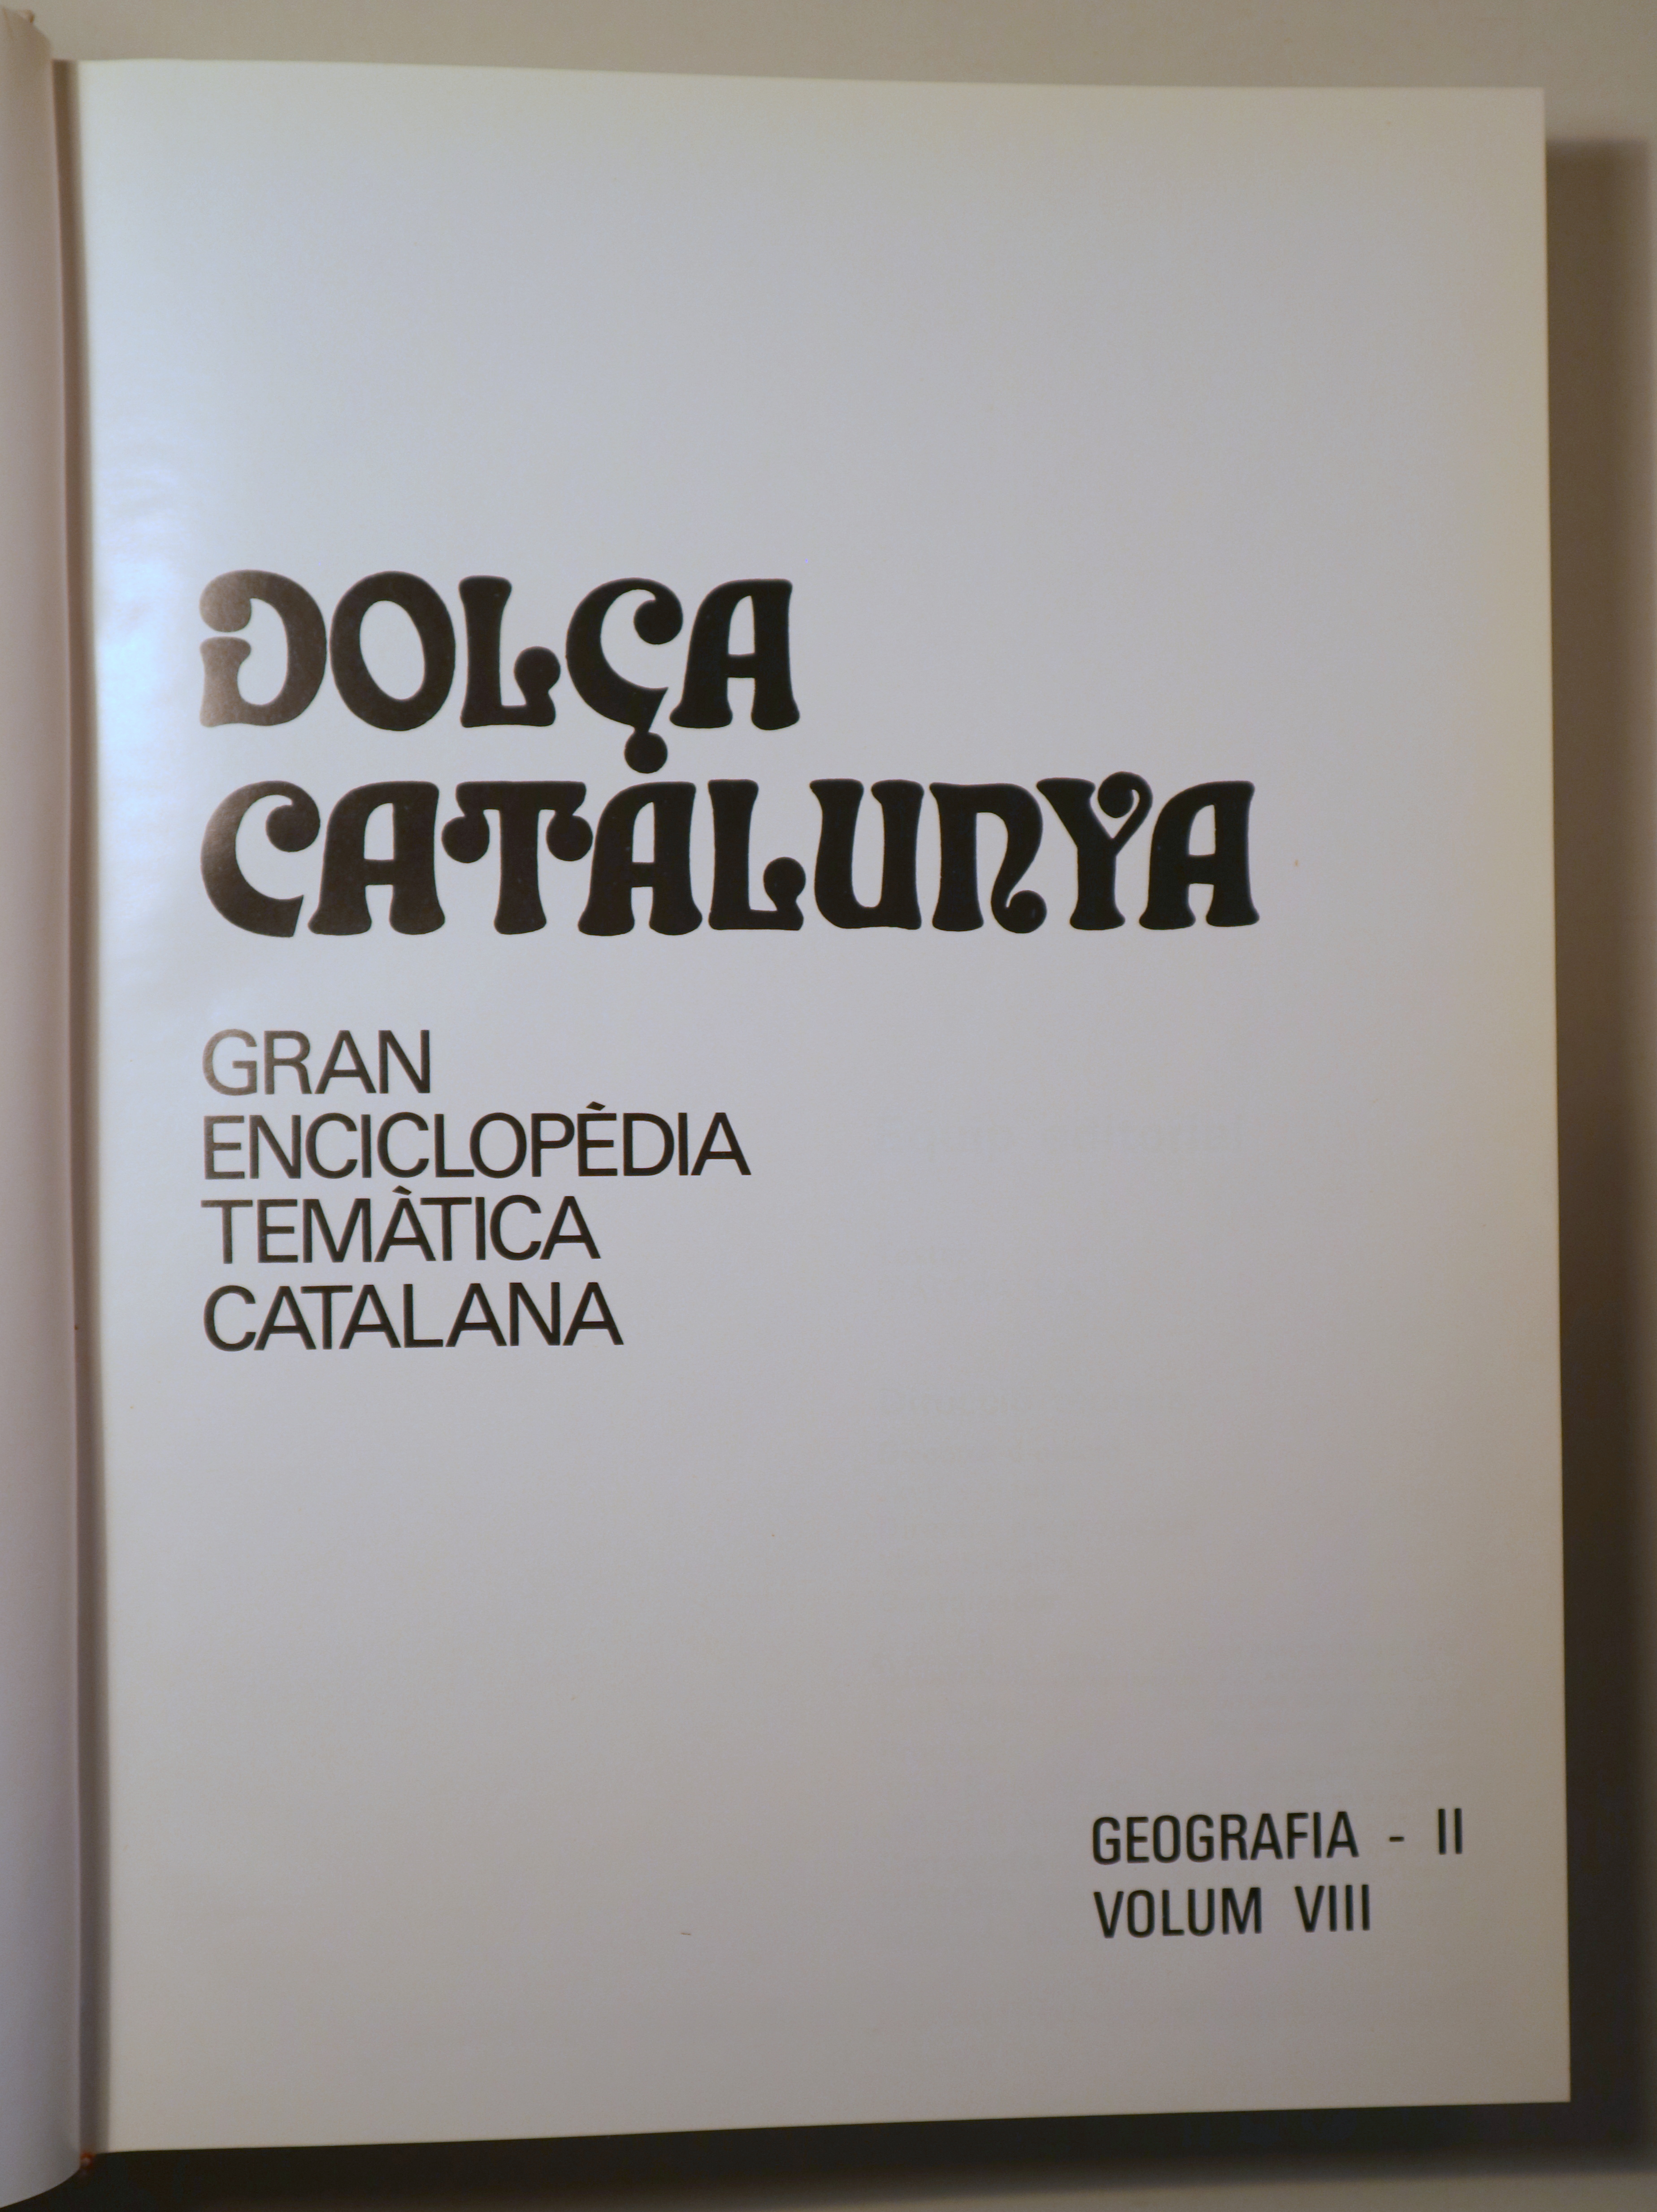 DOLÇA
CATALUNYA
GRAN
ENCICLOPÈDIA
TEMÀTICA
CATALANA
GEOGRAFIA - II
VOLUM VIII